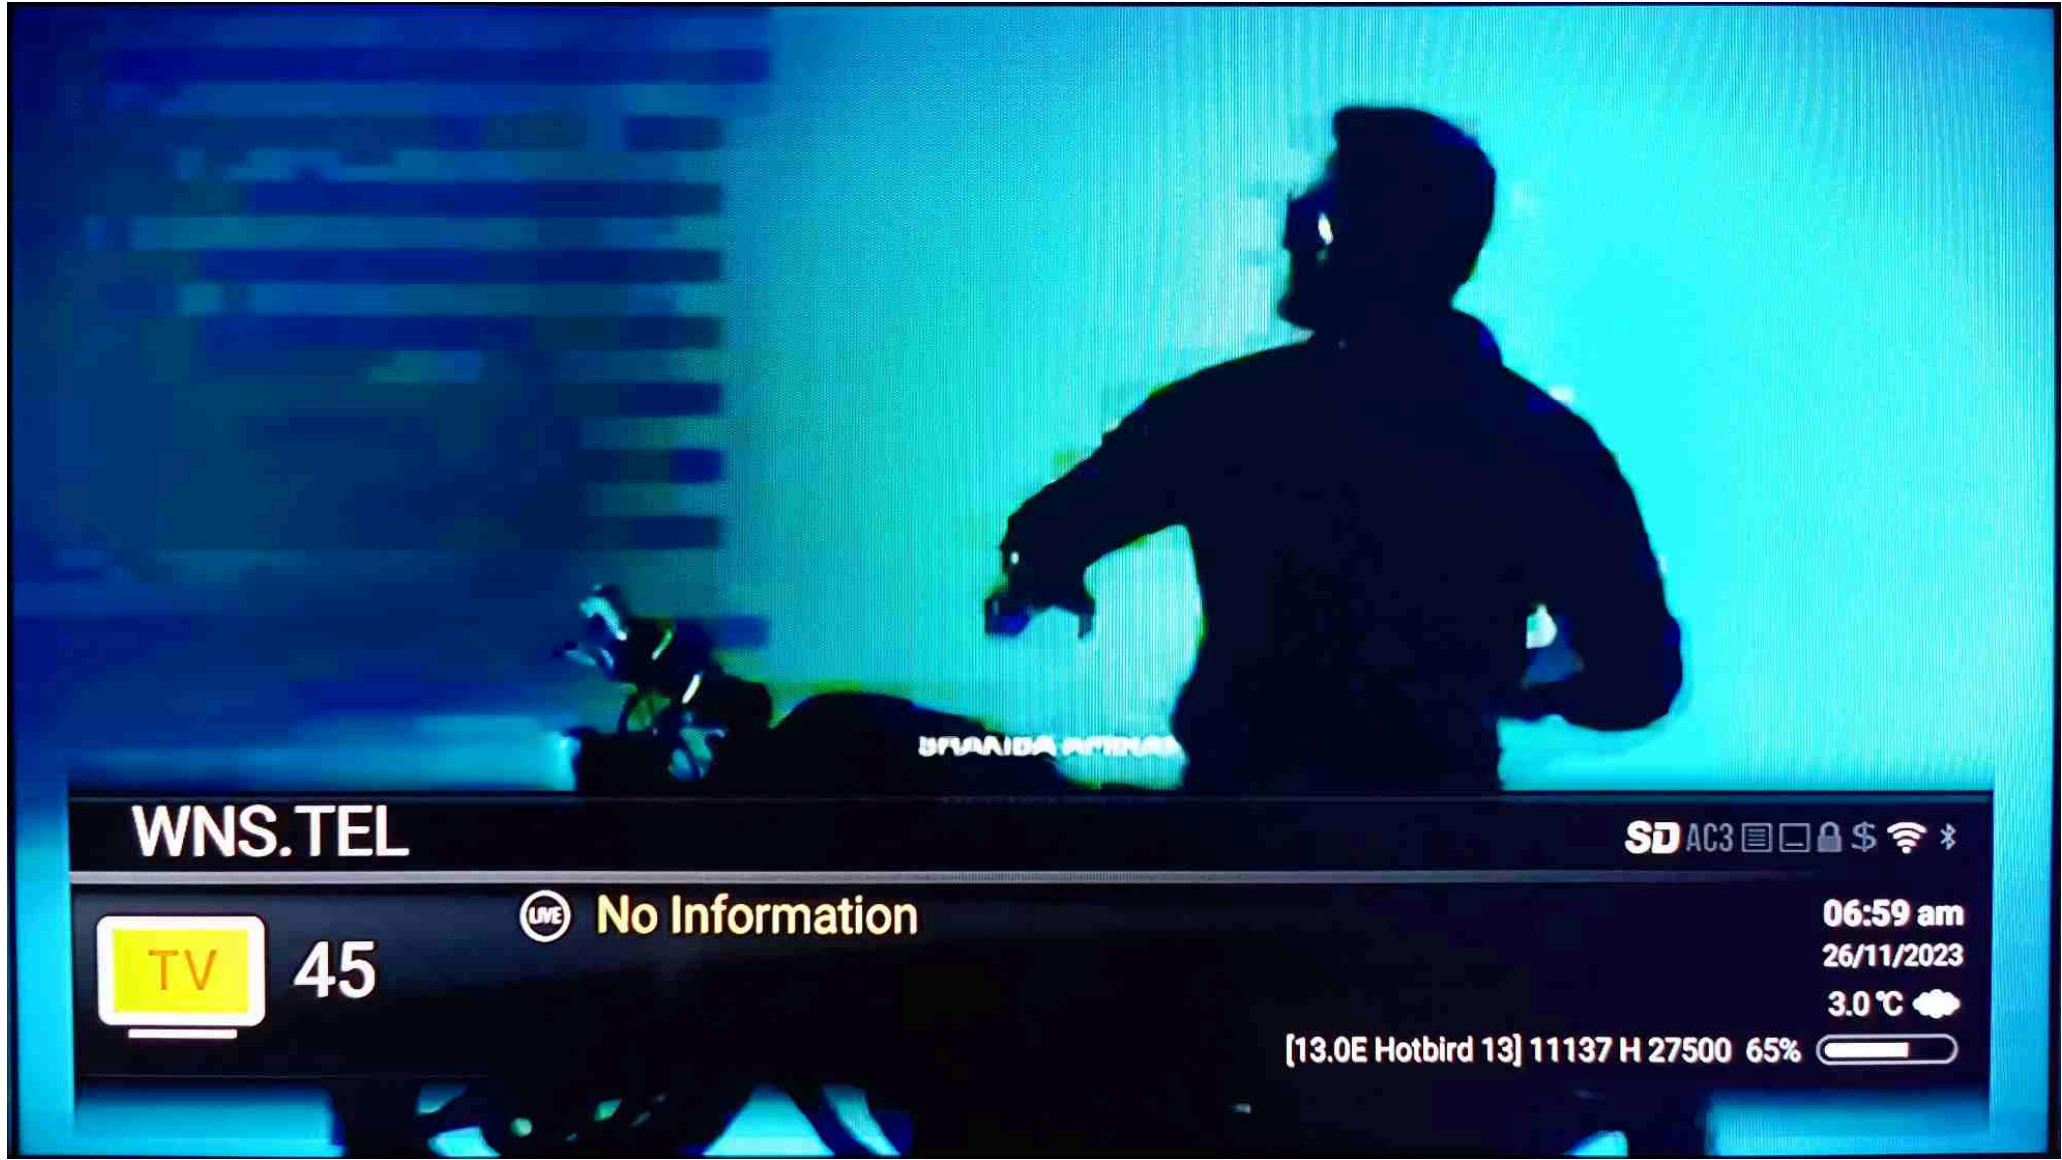 WNS.TEL
SD AC3 $
LIVE No Information
TV 45
06:59 am
26/11/2023
3.0 °C
[13.0E Hotbird 13] 11137 H 27500 65%